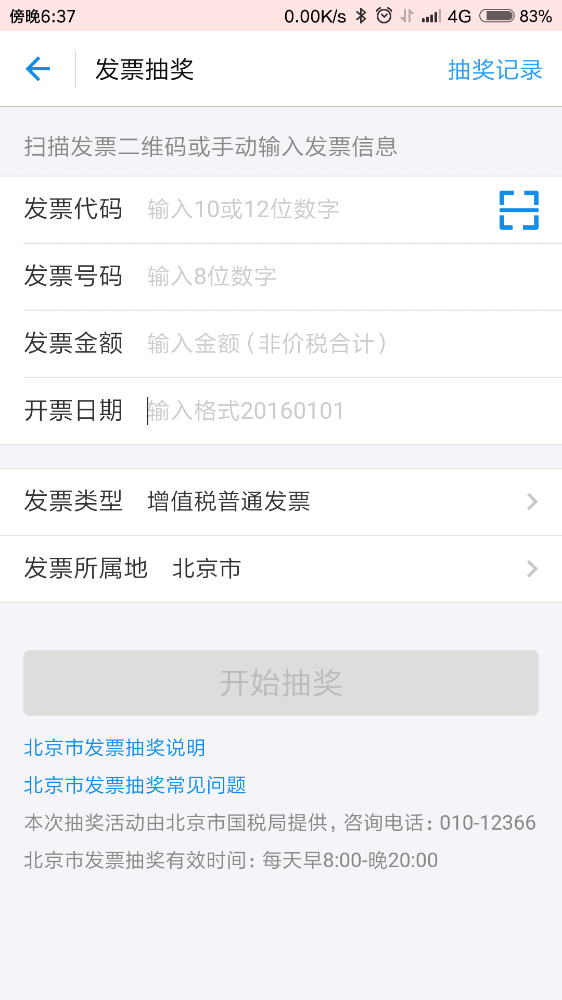 傍晚6:37 0.00K/s 4G 83%
发票抽奖 抽奖记录
扫描发票二维码或手动输入发票信息
发票代码 输入10或12位数字
发票号码 输入8位数字
发票金额 输入金额（非价税合计）
开票日期 输入格式20160101
发票类型 增值税普通发票
发票所属地 北京市
开始抽奖
北京市发票抽奖说明
北京市发票抽奖常见问题
本次抽奖活动由北京市国税局提供，咨询电话：010-12366
北京市发票抽奖有效时间：每天早8:00-晚20:00